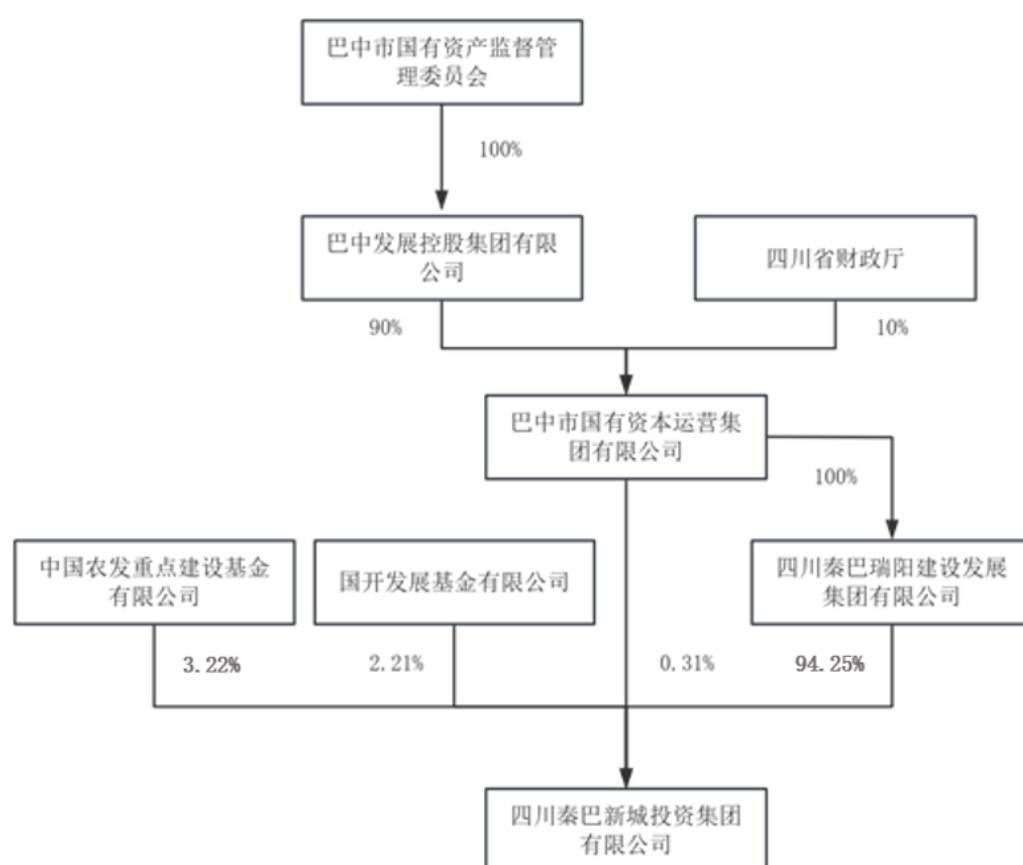 巴中市国有资产监督管
理委员会
100%
巴中发展控股集团有限
公司
四川省财政厅
90%
10%
巴中市国有资本运营集
团有限公司
100%
中国农发重点建设基金
有限公司
国开发展基金有限公司
四川秦巴瑞阳建设发展
集团有限公司
3.22%
2.21%
0.31%
94.25%
四川秦巴新城投资集团
有限公司